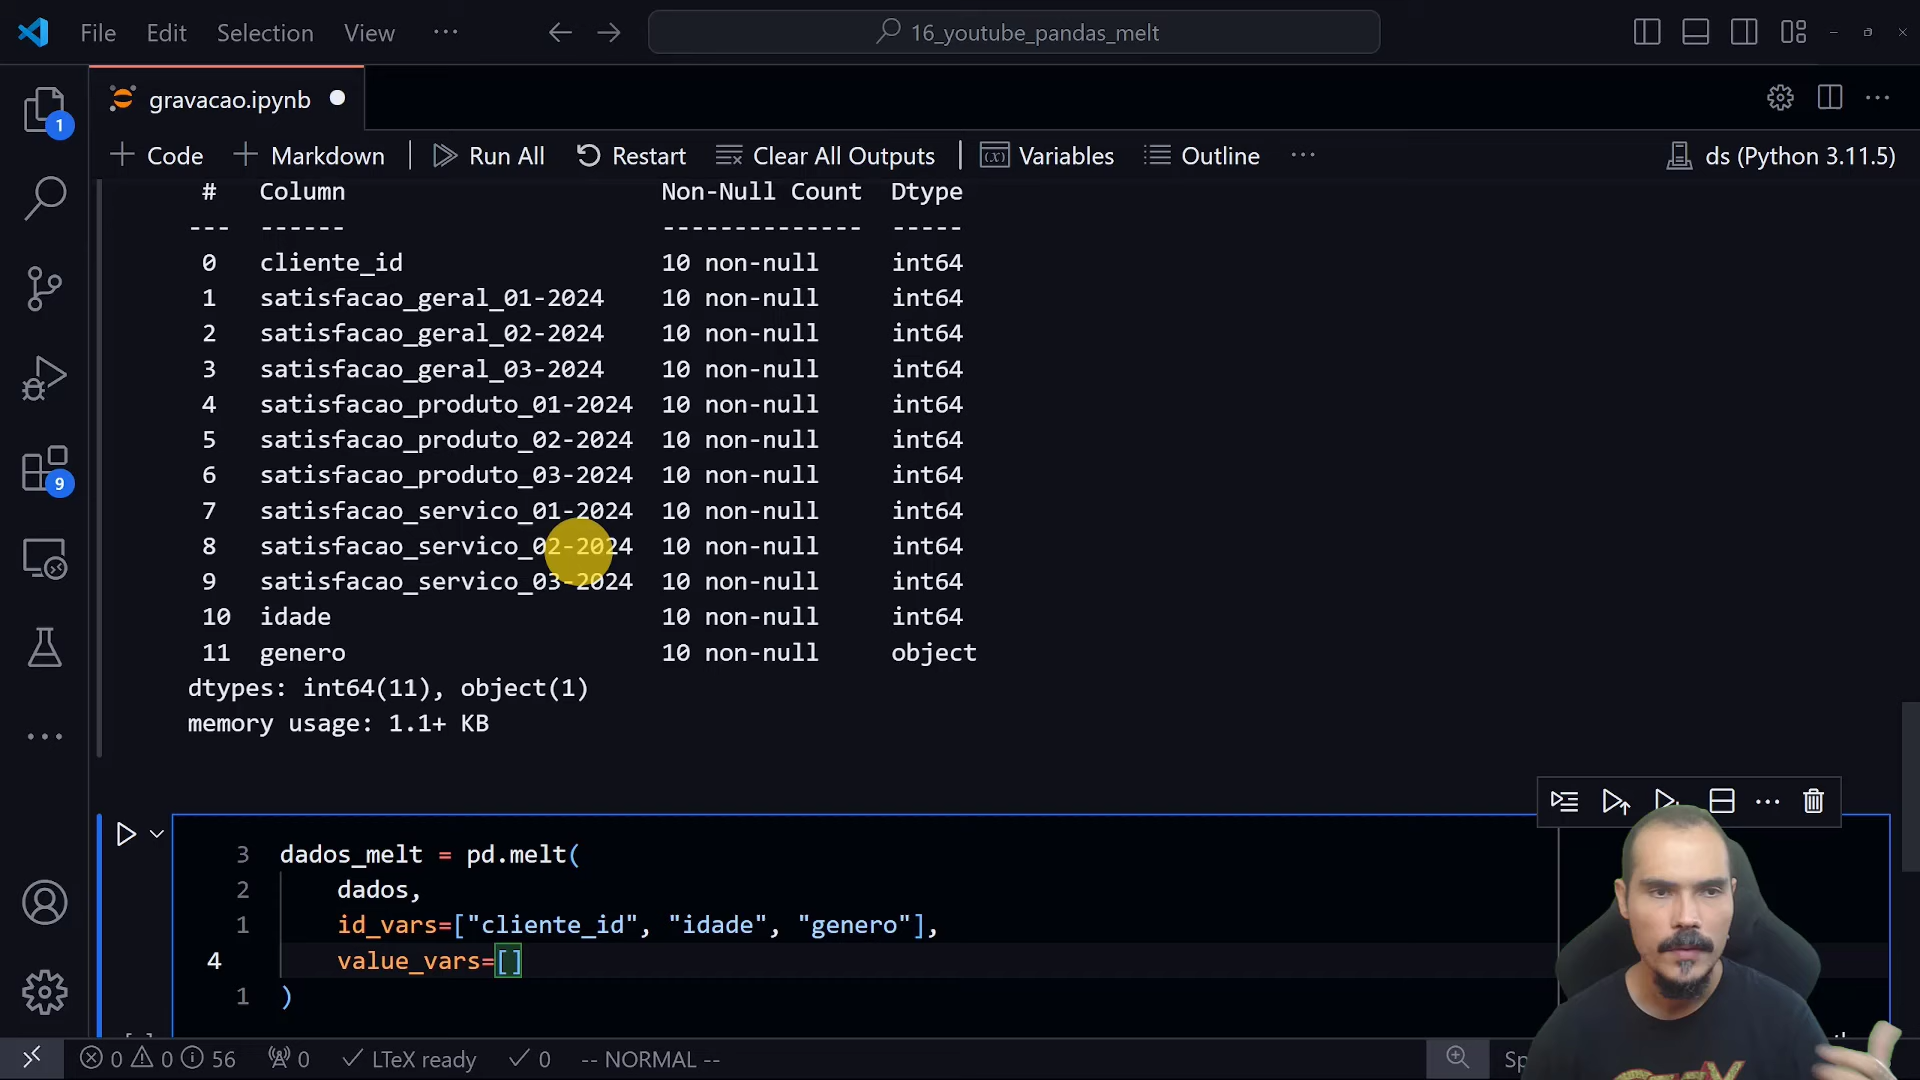 File Edit Selection View ··· 16_youtube_pandas_melt
gravacao.ipynb
+ Code + Markdown | Run All Restart Clear All Outputs | Variables Outline ··· ds (Python 3.11.5)
# Column Non-Null Count Dtype
--- ------ -------------- -----
0 cliente_id 10 non-null int64
1 satisfacao_geral_01-2024 10 non-null int64
2 satisfacao_geral_02-2024 10 non-null int64
3 satisfacao_geral_03-2024 10 non-null int64
4 satisfacao_produto_01-2024 10 non-null int64
5 satisfacao_produto_02-2024 10 non-null int64
6 satisfacao_produto_03-2024 10 non-null int64
7 satisfacao_servico_01-2024 10 non-null int64
8 satisfacao_servico_02-2024 10 non-null int64
9 satisfacao_servico_03-2024 10 non-null int64
10 idade 10 non-null int64
11 genero 10 non-null object
dtypes: int64(11), object(1)
memory usage: 1.1+ KB
3 dados_melt = pd.melt(
2 dados,
1 id_vars=["cliente_id", "idade", "genero"],
4 value_vars=[]
1 )
1
9
0 0 56 0 LTeX ready 0 -- NORMAL --